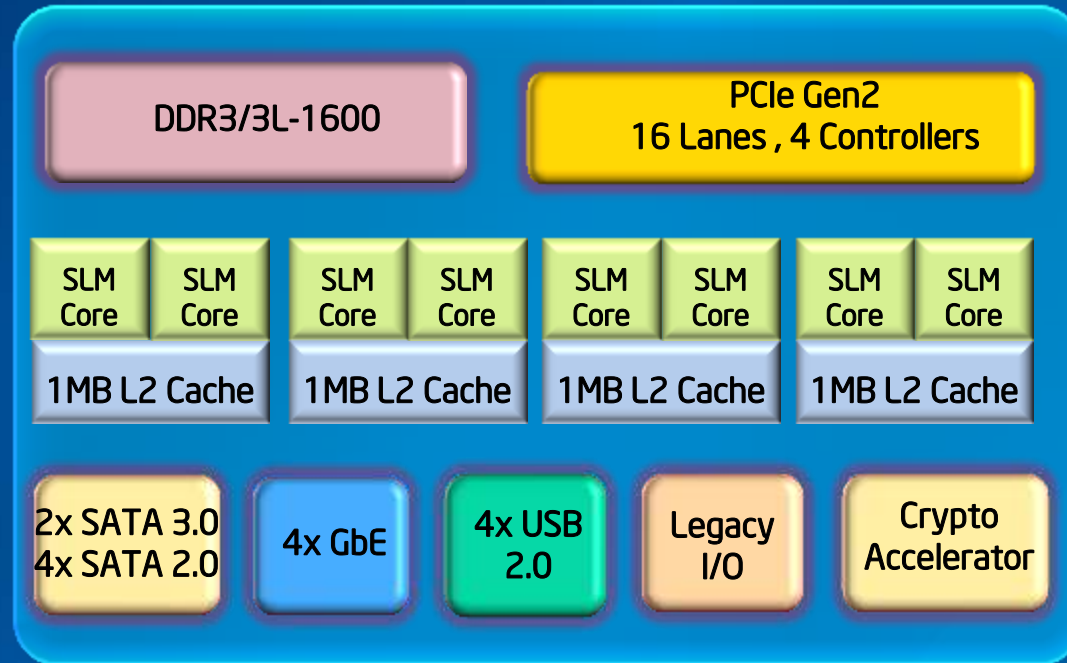 DDR3/3L-1600
PCIe Gen2
16 Lanes , 4 Controllers
SLM
Core
SLM
Core
SLM
Core
SLM
Core
SLM
Core
SLM
Core
SLM
Core
SLM
Core
1MB L2 Cache
1MB L2 Cache
1MB L2 Cache
1MB L2 Cache
2x SATA 3.0
4x SATA 2.0
4x GbE
4x USB
2.0
Legacy
I/O
Crypto
Accelerator